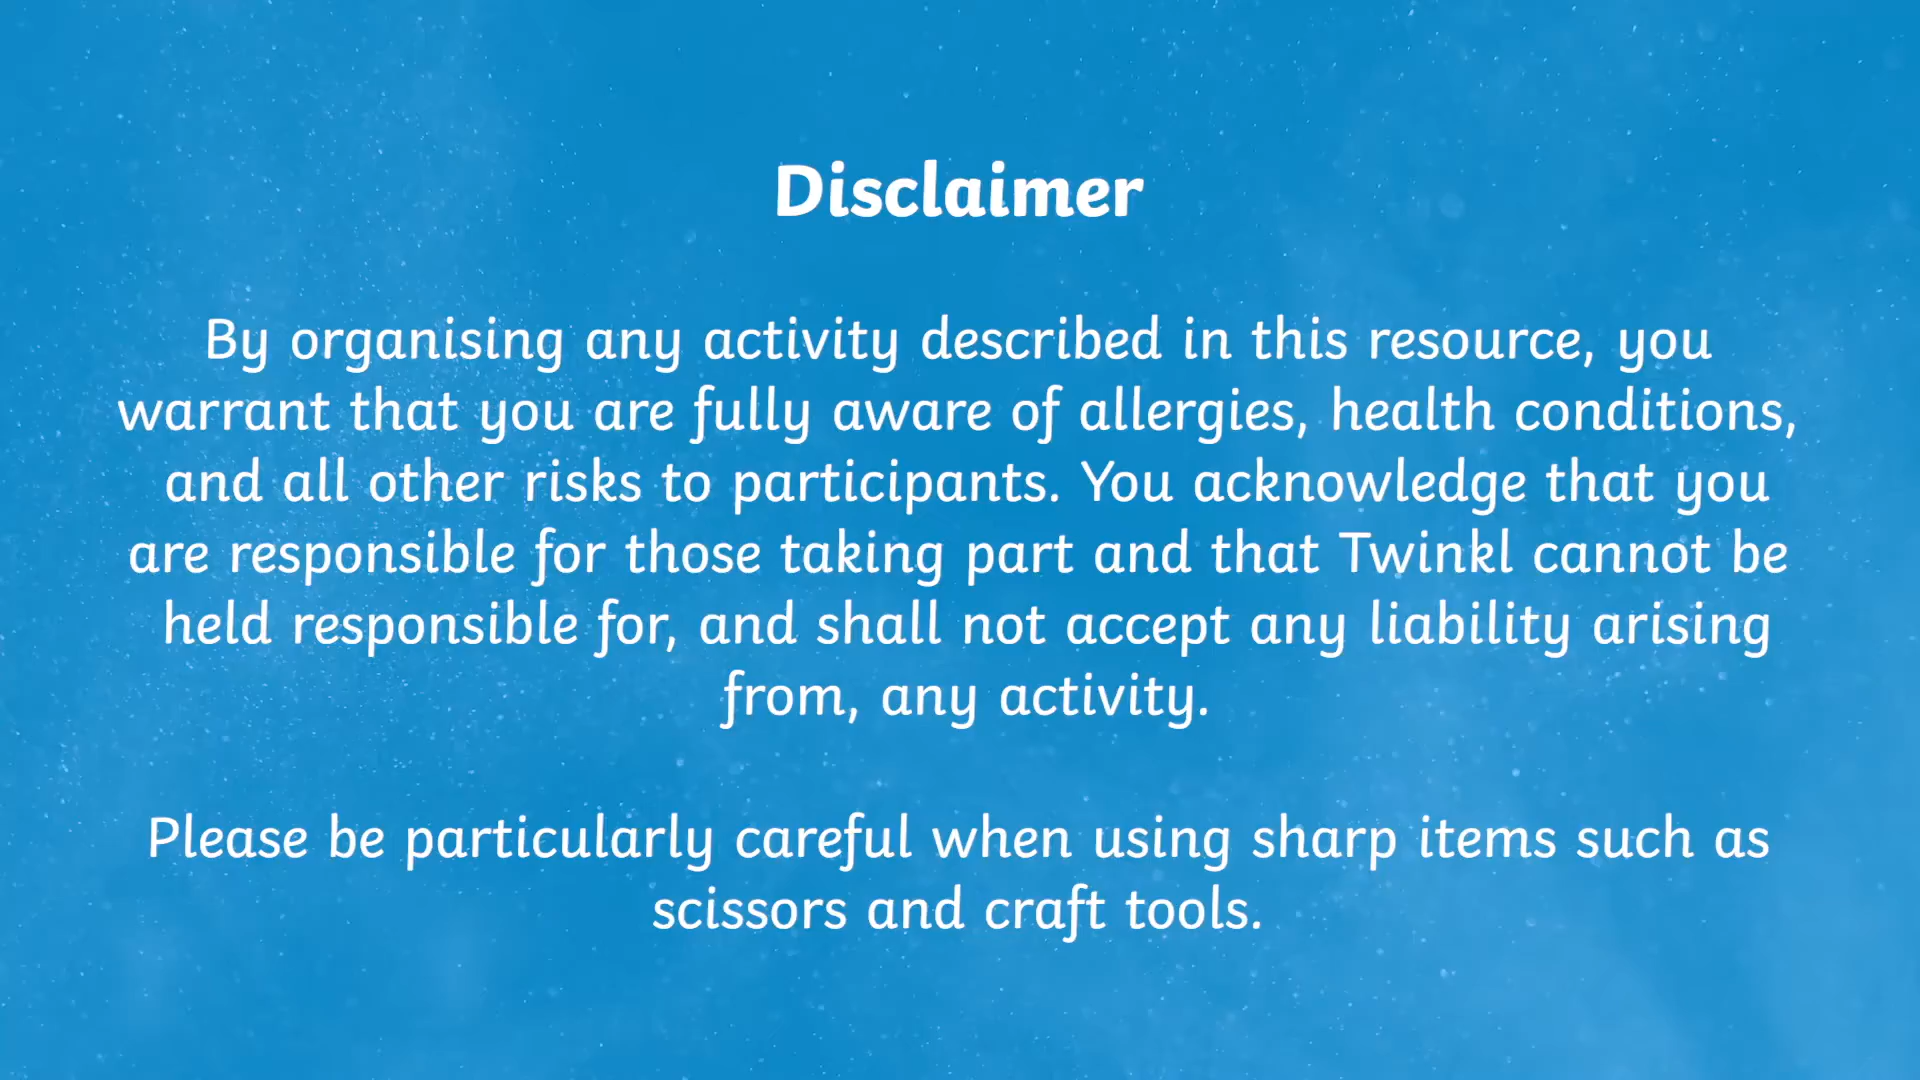 Disclaimer
By organising any activity described in this resource, you
warrant that you are fully aware of allergies, health conditions,
and all other risks to participants. You acknowledge that you
are responsible for those taking part and that Twinkl cannot be
held responsible for, and shall not accept any liability arising
from, any activity.
Please be particularly careful when using sharp items such as
scissors and craft tools.